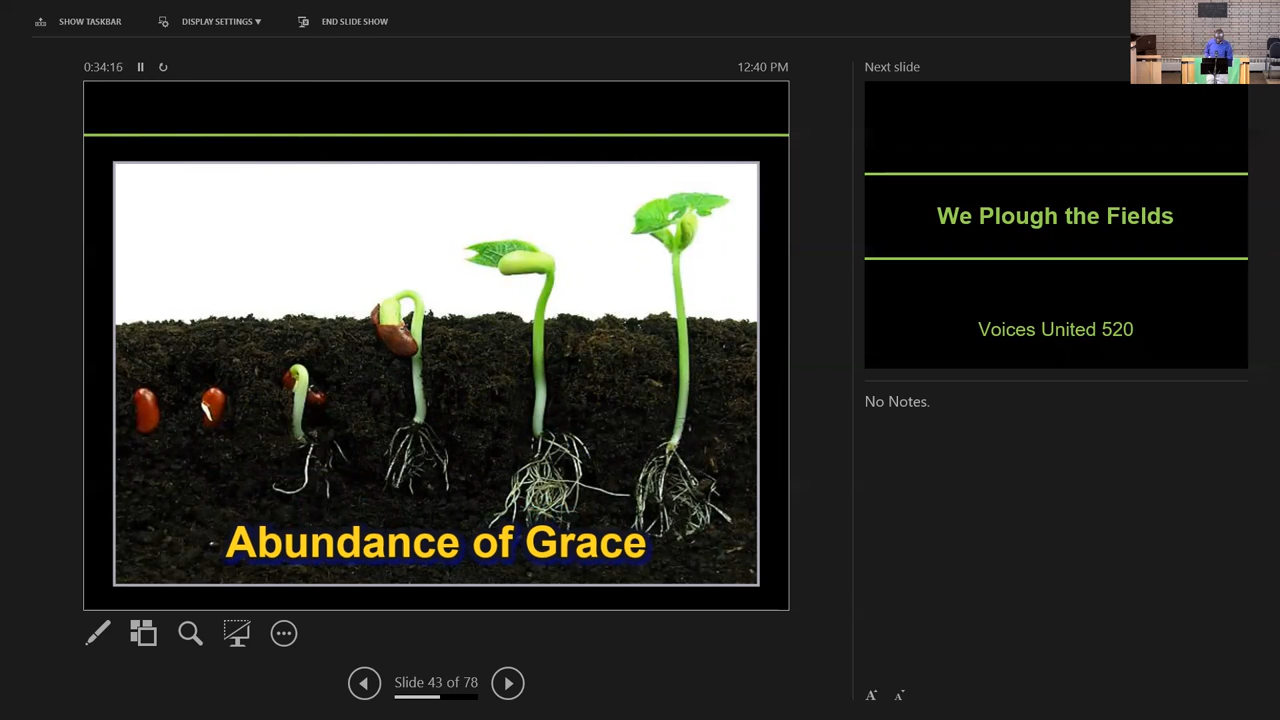 SHOW TASKBAR
DISPLAY SETTINGS ▼
END SLIDE SHOW
0:34:16
12:40 PM
Abundance of Grace
Slide 43 of 78
Next slide
We Plough the Fields
Voices United 520
No Notes.
A A